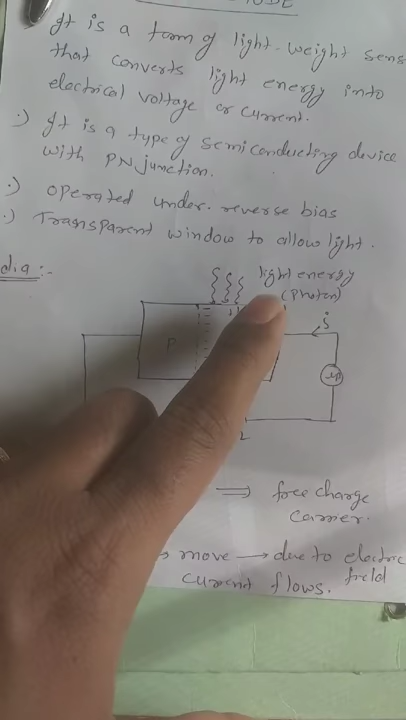 It is a form of light-weight sens
that converts light energy into
electrical voltage or current.
:) It is a type of semiconducting device
with PN junction.
:) operated under reverse bias
:) Transparent window to allow light.
dia:-
light energy
(Photon)
i
P
⇒ free charge
carrier.
move → due to electric
field
current flows.